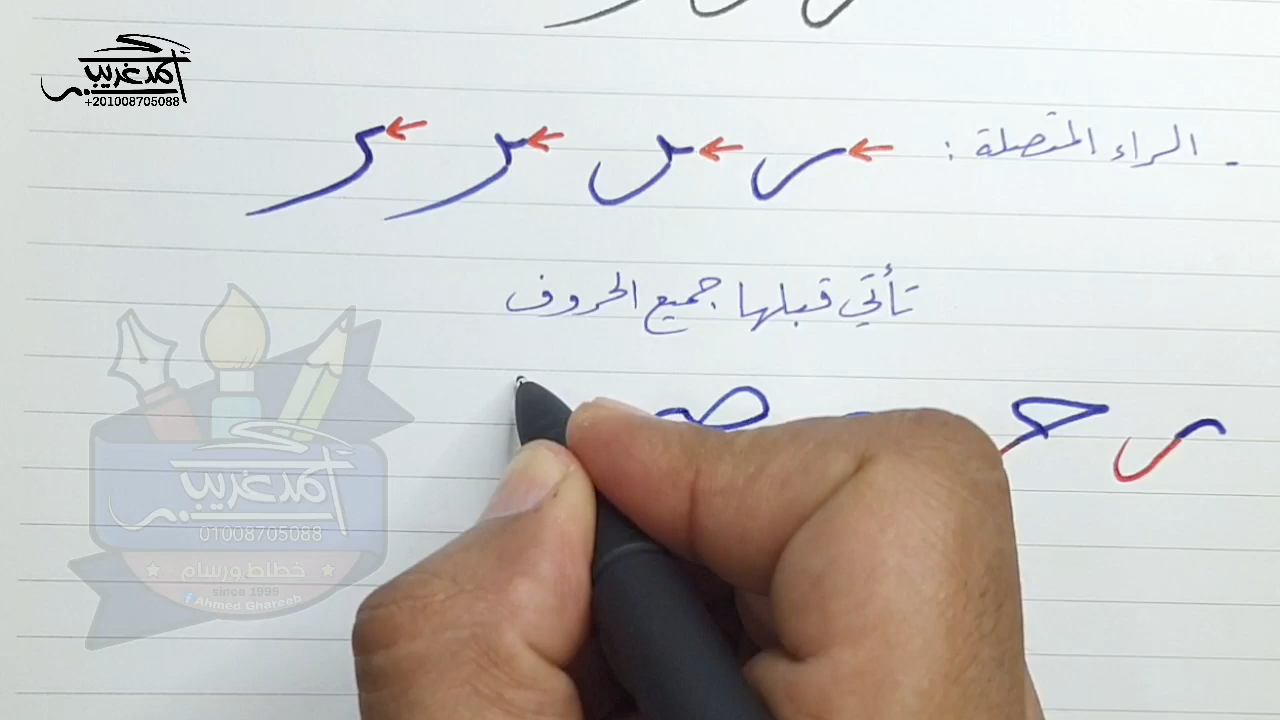 أحمد غريب
+201008705088
- الراء المتصلة :
ر ر ر ر
تأتي قبلها جميع الحروف
أحمد غريب
01008705088
خطاط ورسام
since 1999
Ahmed Ghareeb